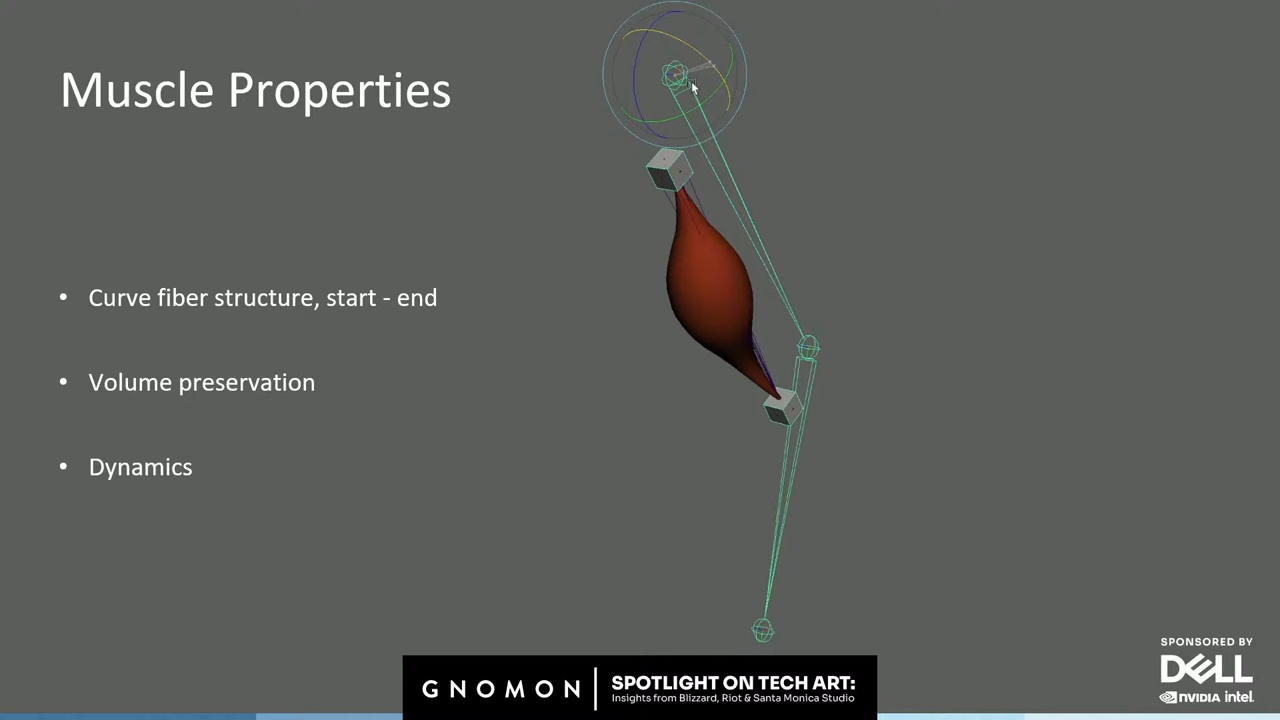 Muscle Properties
• Curve fiber structure, start - end
• Volume preservation
• Dynamics
SPONSORED BY
DELL
NVIDIA intel.
GNOMON
SPOTLIGHT ON TECH ART:
Insights from Blizzard, Riot & Santa Monica Studio